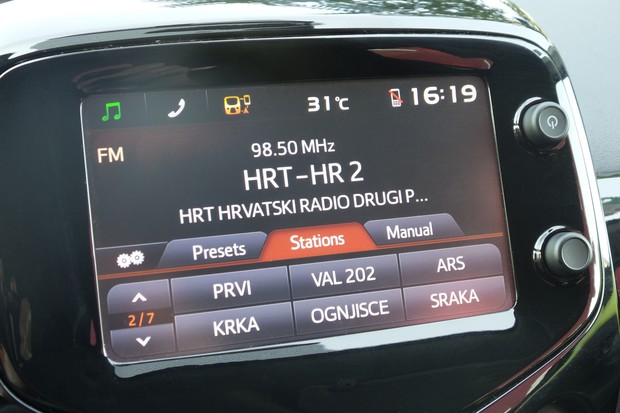 31°C 16:19
FM
98.50 MHz
HRT-HR 2
HRT HRVATSKI RADIO DRUGI P...
Presets Stations Manual
PRVI VAL 202 ARS
2/7
KRKA OGNJISCE SRAKA